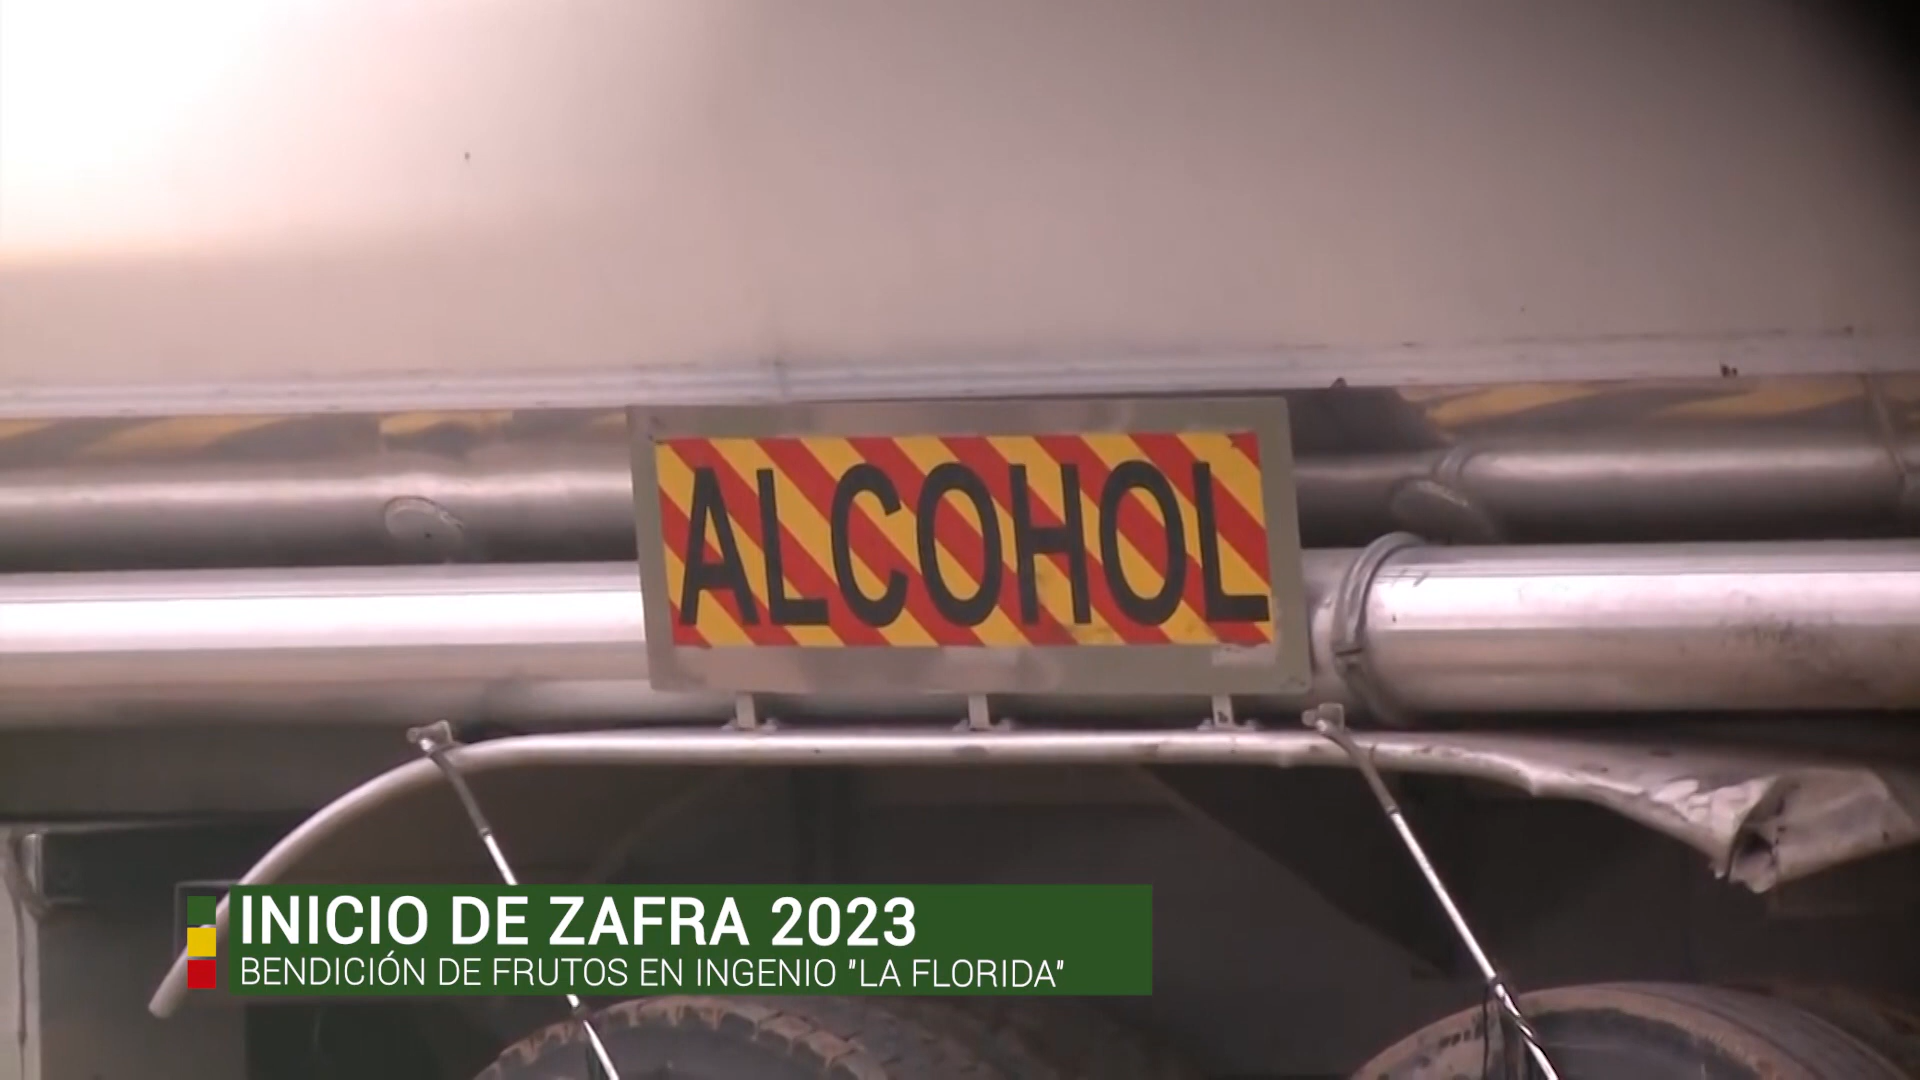 ALCOHOL
INICIO DE ZAFRA 2023
BENDICIÓN DE FRUTOS EN INGENIO "LA FLORIDA"